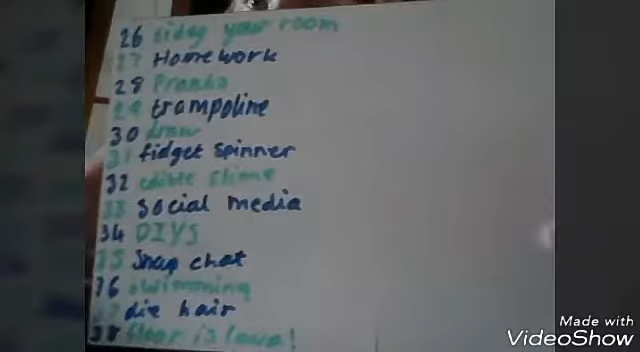 26 tidey your room
27 Homework
28 Pranks
29 trampoline
30 draw
31 fidget spinner
32 edible slime
33 Social media
34 DIYS
35 Snap chat
36 swimming
37 die hair
38 floor is lava!
Made with
VideoShow